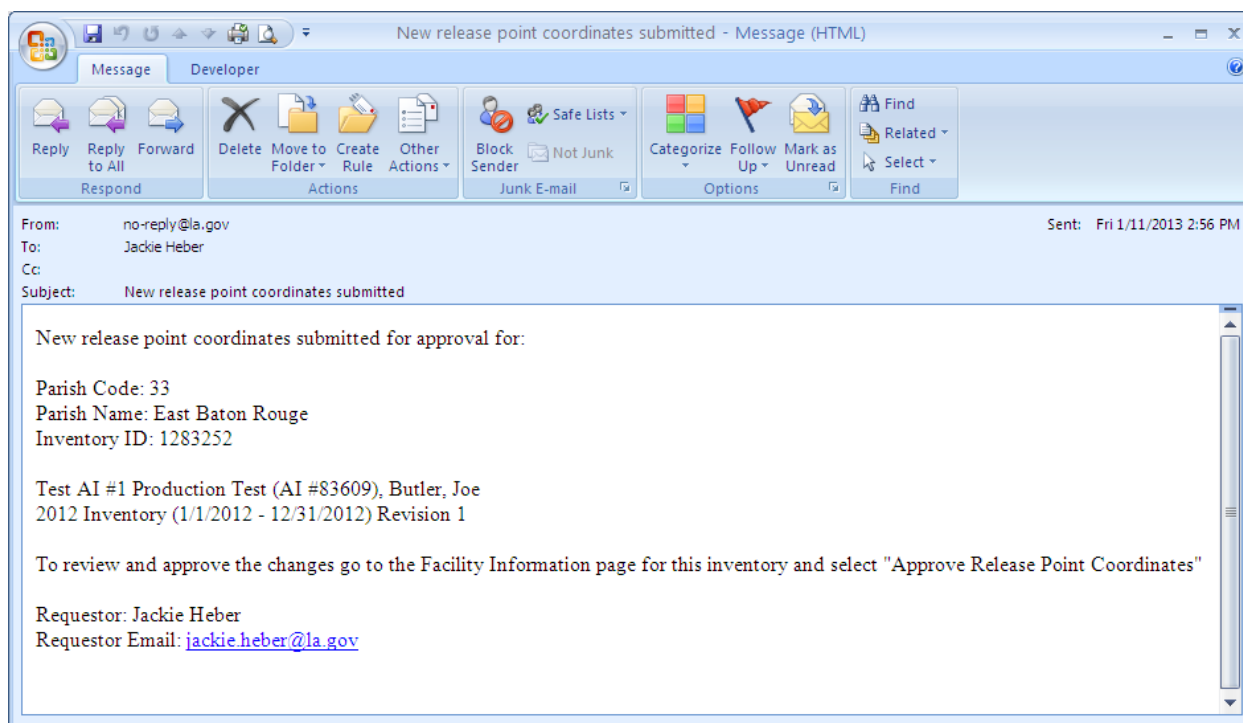 New release point coordinates submitted - Message (HTML)
Message Developer
Reply
Reply to All
Forward
Respond
Delete
Move to Folder
Create Rule
Other Actions
Actions
Block Sender
Safe Lists
Not Junk
Junk E-mail
Categorize
Follow Up
Mark as Unread
Options
Find
Related
Select
Find
From: no-reply@la.gov Sent: Fri 1/11/2013 2:56 PM
To: Jackie Heber
Cc:
Subject: New release point coordinates submitted
New release point coordinates submitted for approval for:
Parish Code: 33
Parish Name: East Baton Rouge
Inventory ID: 1283252
Test AI #1 Production Test (AI #83609), Butler, Joe
2012 Inventory (1/1/2012 - 12/31/2012) Revision 1
To review and approve the changes go to the Facility Information page for this inventory and select "Approve Release Point Coordinates"
Requestor: Jackie Heber
Requestor Email: jackie.heber@la.gov